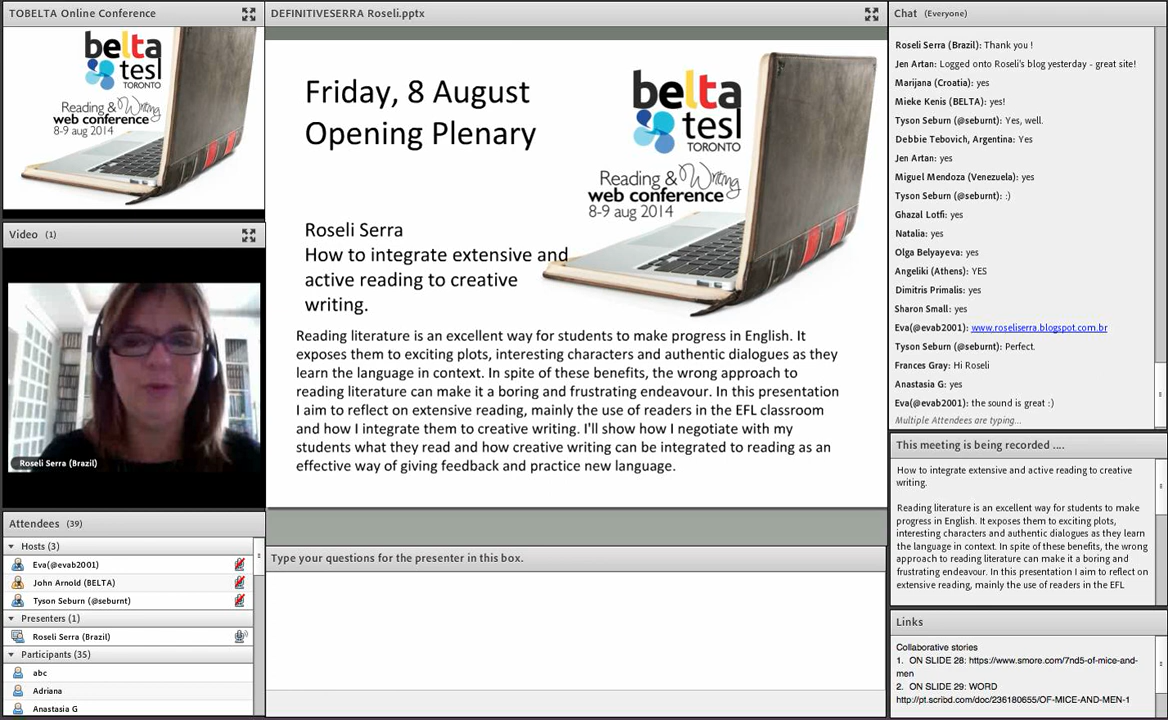 TOBELTA Online Conference
belta
tesl
TORONTO
Reading & Writing
web conference
8-9 aug 2014
Video (1)
Roseli Serra (Brazil)
Attendees (39)
Hosts (3)
Eva(@evab2001)
John Arnold (BELTA)
Tyson Seburn (@seburnt)
Presenters (1)
Roseli Serra (Brazil)
Participants (35)
abc
Adriana
Anastasia G
DEFINITIVESERRA Roseli.pptx
Friday, 8 August
Opening Plenary
belta
tesl
TORONTO
Reading & Writing
web conference
8-9 aug 2014
Roseli Serra
How to integrate extensive and
active reading to creative
writing.
Reading literature is an excellent way for students to make progress in English. It
exposes them to exciting plots, interesting characters and authentic dialogues as they
learn the language in context. In spite of these benefits, the wrong approach to
reading literature can make it a boring and frustrating endeavour. In this presentation
I aim to reflect on extensive reading, mainly the use of readers in the EFL classroom
and how I integrate them to creative writing. I'll show how I negotiate with my
students what they read and how creative writing can be integrated to reading as an
effective way of giving feedback and practice new language.
Type your questions for the presenter in this box.
Chat (Everyone)
Roseli Serra (Brazil): Thank you !
Jen Artan: Logged onto Roseli's blog yesterday - great site!
Marijana (Croatia): yes
Mieke Kenis (BELTA): yes!
Tyson Seburn (@seburnt): Yes, well.
Debbie Tebovich, Argentina: Yes
Jen Artan: yes
Miguel Mendoza (Venezuela): yes
Tyson Seburn (@seburnt): :)
Ghazal Lotfi: yes
Natalia: yes
Olga Belyayeva: yes
Angeliki (Athens): YES
Dimitris Primalis: yes
Sharon Small: yes
Eva(@evab2001): www.roseliserra.blogspot.com.br
Tyson Seburn (@seburnt): Perfect.
Frances Gray: Hi Roseli
Anastasia G: yes
Eva(@evab2001): the sound is great :)
Multiple Attendees are typing...
This meeting is being recorded ....
How to integrate extensive and active reading to creative
writing.
Reading literature is an excellent way for students to make
progress in English. It exposes them to exciting plots,
interesting characters and authentic dialogues as they learn
the language in context. In spite of these benefits, the wrong
approach to reading literature can make it a boring and
frustrating endeavour. In this presentation I aim to reflect on
extensive reading, mainly the use of readers in the EFL
Links
Collaborative stories
1. ON SLIDE 28: https://www.smore.com/7nd5-of-mice-and-
men
2. ON SLIDE 29: WORD
http://pt.scribd.com/doc/236180655/OF-MICE-AND-MEN-1